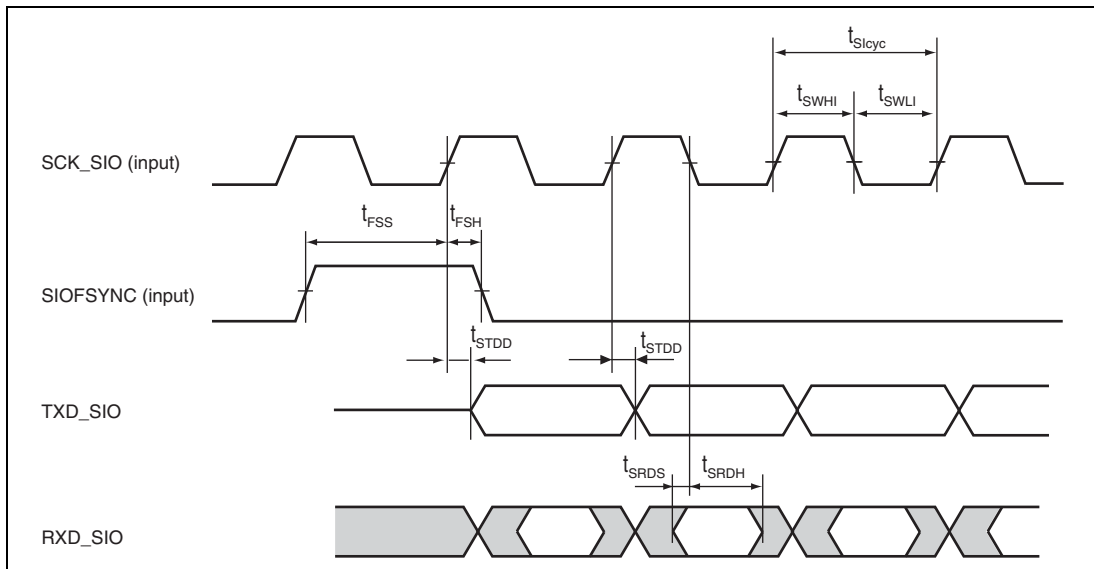 tSIcyc
tSWHI tSWLI
SCK_SIO (input)
tFSS tFSH
SIOFSYNC (input)
tSTDD tSTDD
TXD_SIO
tSRDS tSRDH
RXD_SIO